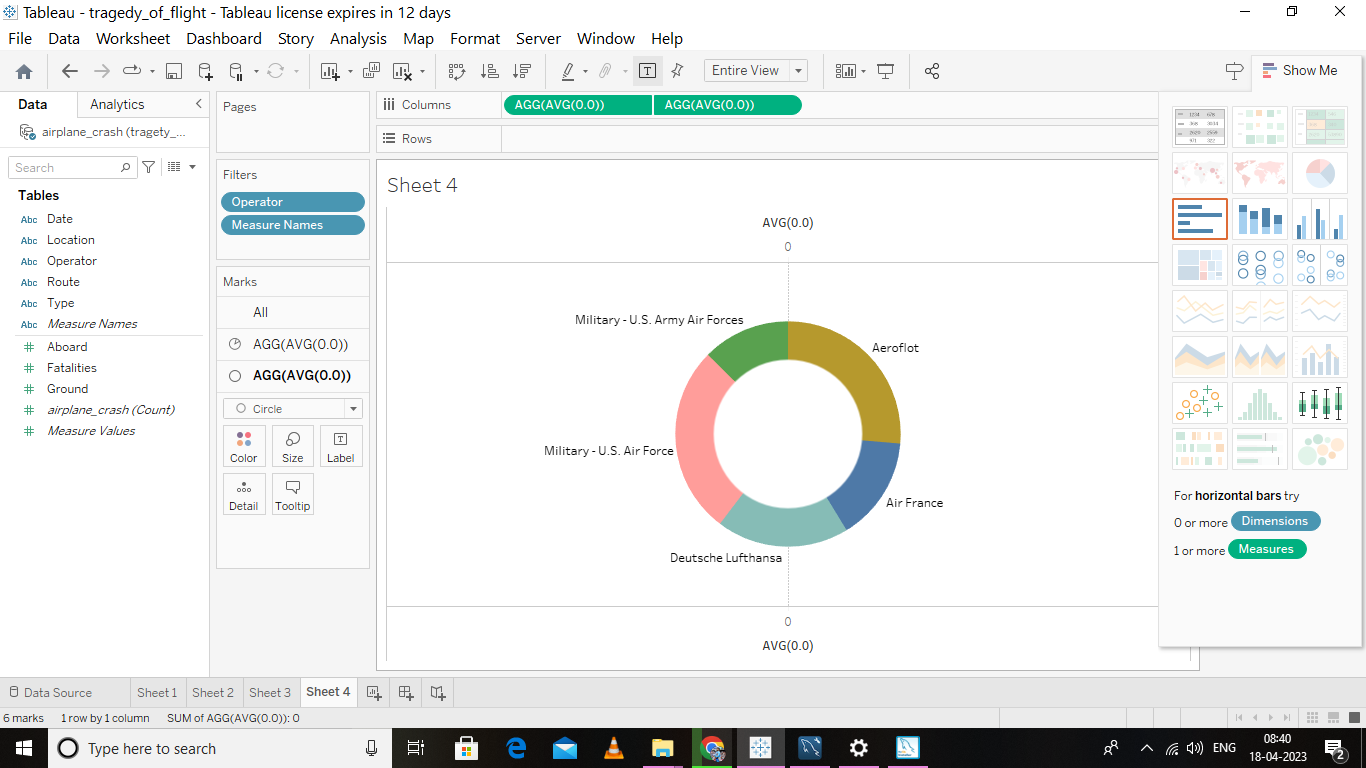 Tableau - tragedy_of_flight - Tableau license expires in 12 days
File Data Worksheet Dashboard Story Analysis Map Format Server Window Help
Entire View
Show Me
Data Analytics
airplane_crash (tragety_...
Search
Tables
Abc Date
Abc Location
Abc Operator
Abc Route
Abc Type
Abc Measure Names
# Aboard
# Fatalities
# Ground
# airplane_crash (Count)
# Measure Values
Pages
Filters
Operator
Measure Names
Marks
All
AGG(AVG(0.0))
AGG(AVG(0.0))
Circle
Color Size Label
Detail Tooltip
Columns AGG(AVG(0.0)) AGG(AVG(0.0))
Rows
Sheet 4
AVG(0.0)
0
Military - U.S. Army Air Forces
Aeroflot
Military - U.S. Air Force
Air France
Deutsche Lufthansa
0
AVG(0.0)
For horizontal bars try
0 or more Dimensions
1 or more Measures
Data Source Sheet 1 Sheet 2 Sheet 3 Sheet 4
6 marks 1 row by 1 column SUM of AGG(AVG(0.0)): 0
Type here to search
ENG
08:40
18-04-2023
2